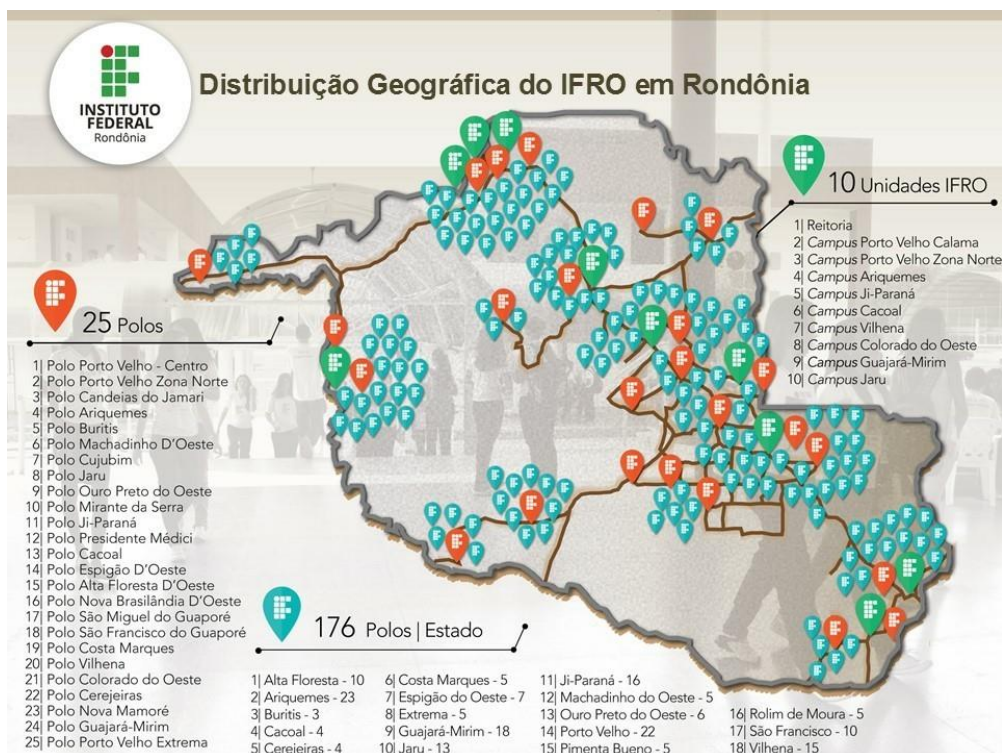 INSTITUTO
FEDERAL
Rondônia
Distribuição Geográfica do IFRO em Rondônia
10 Unidades IFRO
1| Reitoria
2| Campus Porto Velho Calama
3| Campus Porto Velho Zona Norte
4| Campus Ariquemes
5| Campus Ji-Paraná
6| Campus Cacoal
7| Campus Vilhena
8| Campus Colorado do Oeste
9| Campus Guajará-Mirim
10| Campus Jaru
25 Polos
1| Polo Porto Velho - Centro
2| Polo Porto Velho Zona Norte
3| Polo Candeias do Jamari
4| Polo Ariquemes
5| Polo Buritis
6| Polo Machadinho D'Oeste
7| Polo Cujubim
8| Polo Jaru
9| Polo Ouro Preto do Oeste
10| Polo Mirante da Serra
11| Polo Ji-Paraná
12| Polo Presidente Médici
13| Polo Cacoal
14| Polo Espigão D'Oeste
15| Polo Alta Floresta D'Oeste
16| Polo Nova Brasilândia D'Oeste
17| Polo São Miguel do Guaporé
18| Polo São Francisco do Guaporé
19| Polo Costa Marques
20| Polo Vilhena
21| Polo Colorado do Oeste
22| Polo Cerejeiras
23| Polo Nova Mamoré
24| Polo Guajará-Mirim
25| Polo Porto Velho Extrema
176 Polos | Estado
1| Alta Floresta - 10
2| Ariquemes - 23
3| Buritis - 3
4| Cacoal - 4
5| Cerejeiras - 4
6| Costa Marques - 5
7| Espigão do Oeste - 7
8| Extrema - 5
9| Guajará-Mirim - 18
10| Jaru - 13
11| Ji-Paraná - 16
12| Machadinho do Oeste - 5
13| Ouro Preto do Oeste - 6
14| Porto Velho - 22
15| Pimenta Bueno - 5
16| Rolim de Moura - 5
17| São Francisco - 10
18| Vilhena - 15